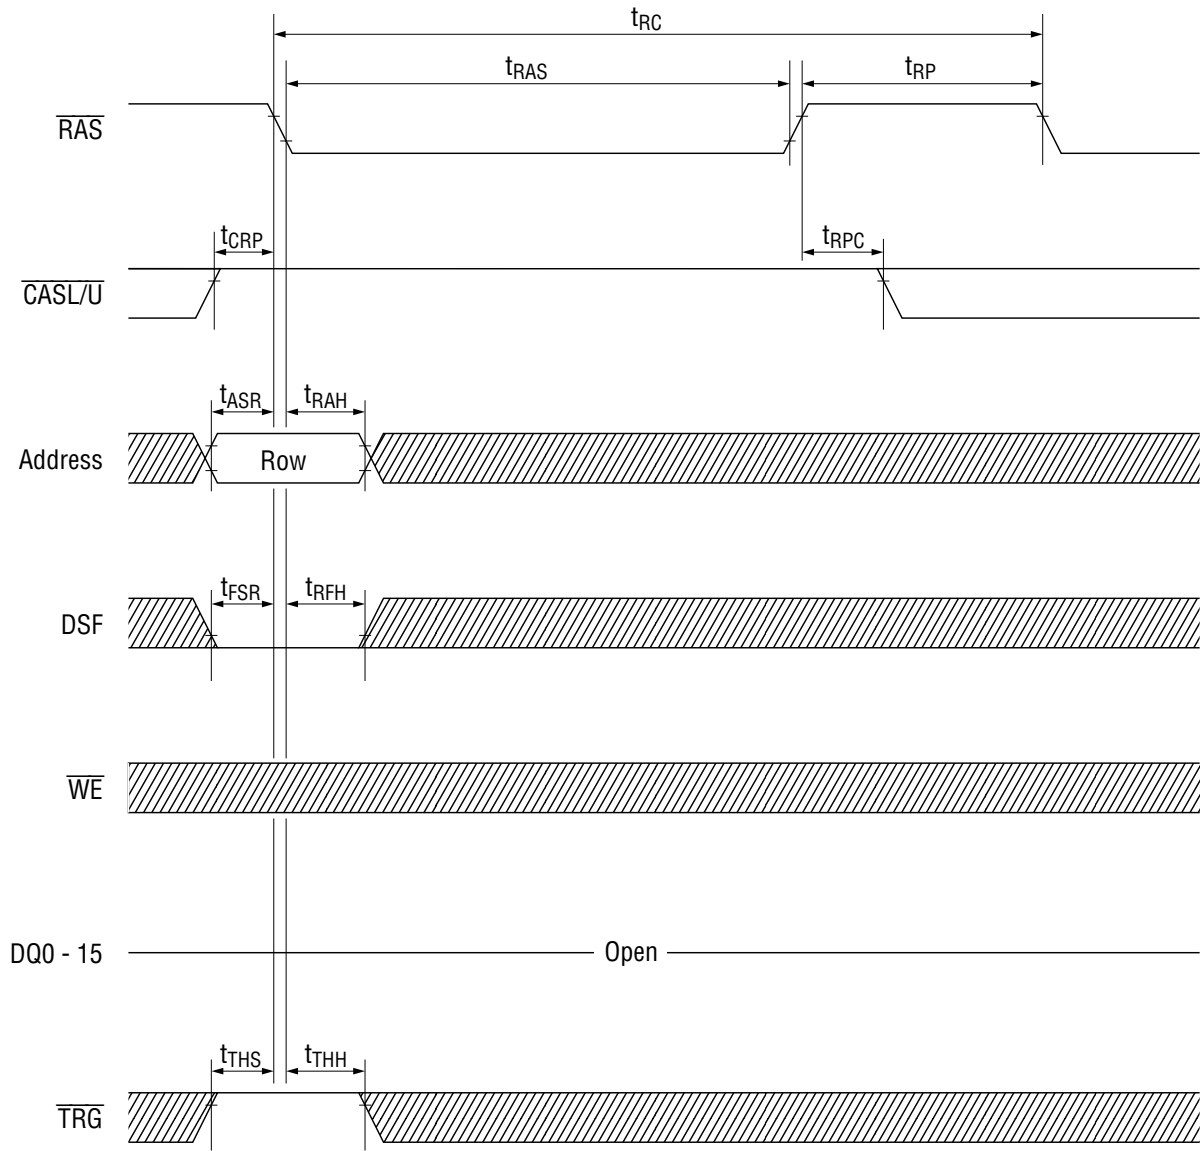 tRC
tRAS
tRP
RAS
tCRP
tRPC
CASL/U
tASR
tRAH
Address
Row
tFSR
tRFH
DSF
WE
DQ0 - 15
Open
tTHS
tTHH
TRG